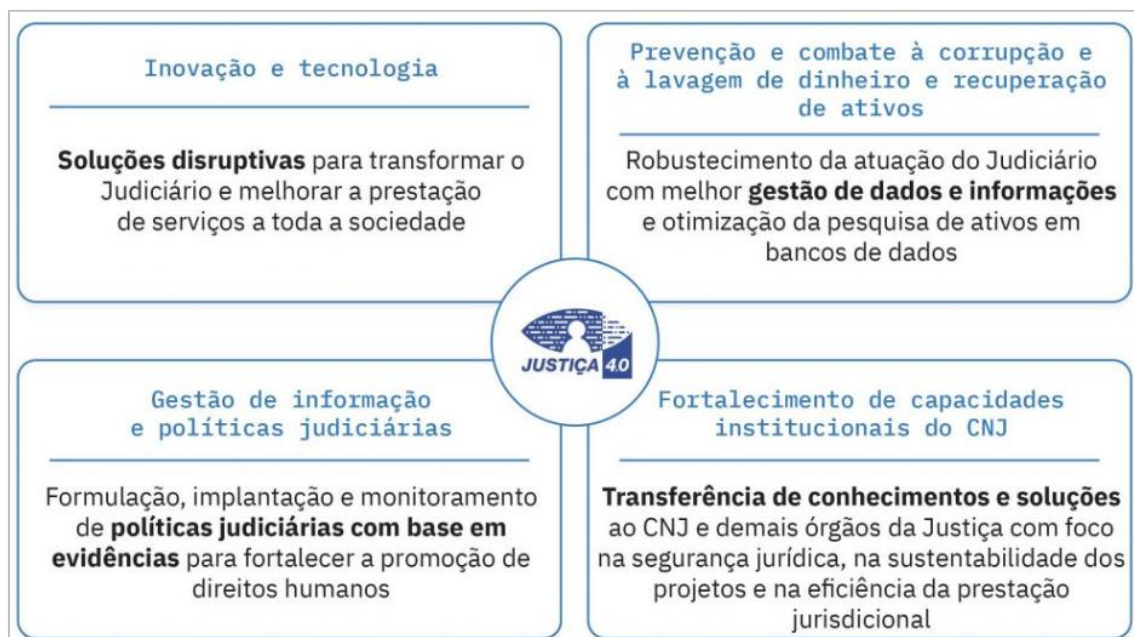 Inovação e tecnologia
Soluções disruptivas para transformar o
Judiciário e melhorar a prestação
de serviços a toda a sociedade
Prevenção e combate à corrupção e
à lavagem de dinheiro e recuperação
de ativos
Robustecimento da atuação do Judiciário
com melhor gestão de dados e informações
e otimização da pesquisa de ativos em
bancos de dados
JUSTIÇA 4.0
Gestão de informação
e políticas judiciárias
Formulação, implantação e monitoramento
de políticas judiciárias com base em
evidências para fortalecer a promoção de
direitos humanos
Fortalecimento de capacidades
institucionais do CNJ
Transferência de conhecimentos e soluções
ao CNJ e demais órgãos da Justiça com foco
na segurança jurídica, na sustentabilidade dos
projetos e na eficiência da prestação
jurisdicional